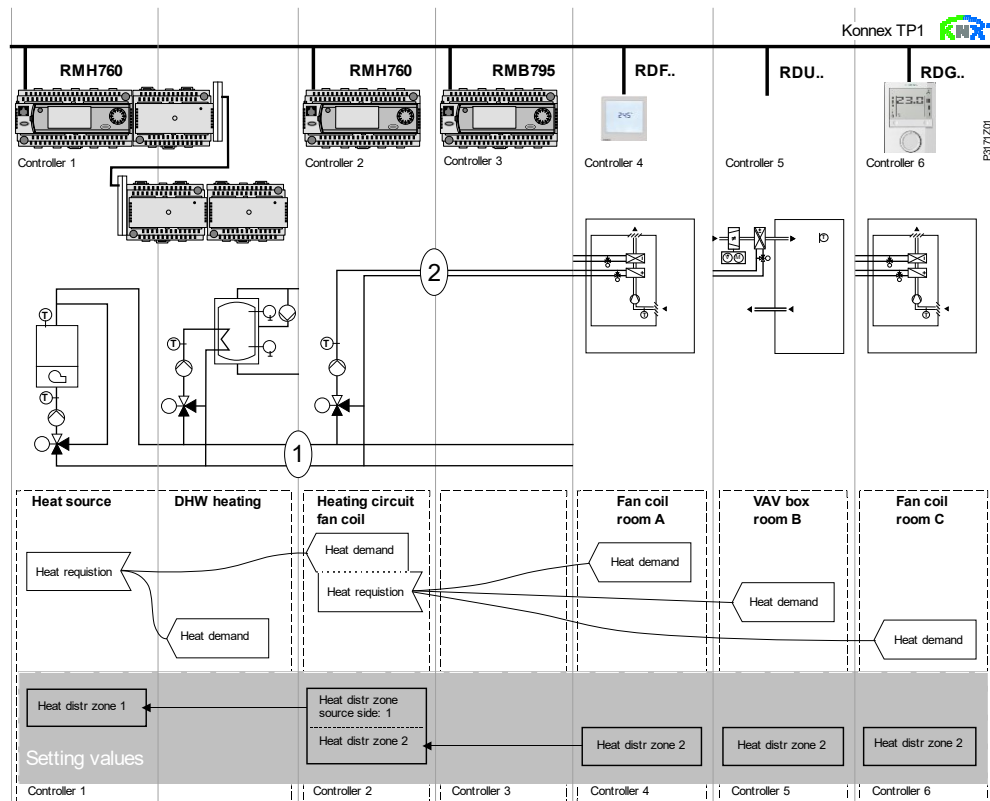 Konnex TP1 KNX
RMH760 RMH760 RMB795 RDF.. RDU.. RDG..
Controller 1 Controller 2 Controller 3 Controller 4 Controller 5 Controller 6
P3171Z01
T
2
T
T
T
T
1
Heat source DHW heating Heating circuit Fan coil VAV box Fan coil
fan coil room A room B room C
Heat demand
Heat demand
Heat requistion
Heat requistion
Heat demand
Heat demand
Heat demand
Heat distr zone 1
Heat distr zone
source side: 1
Heat distr zone 2 Heat distr zone 2 Heat distr zone 2 Heat distr zone 2
Setting values
Controller 1 Controller 2 Controller 3 Controller 4 Controller 5 Controller 6